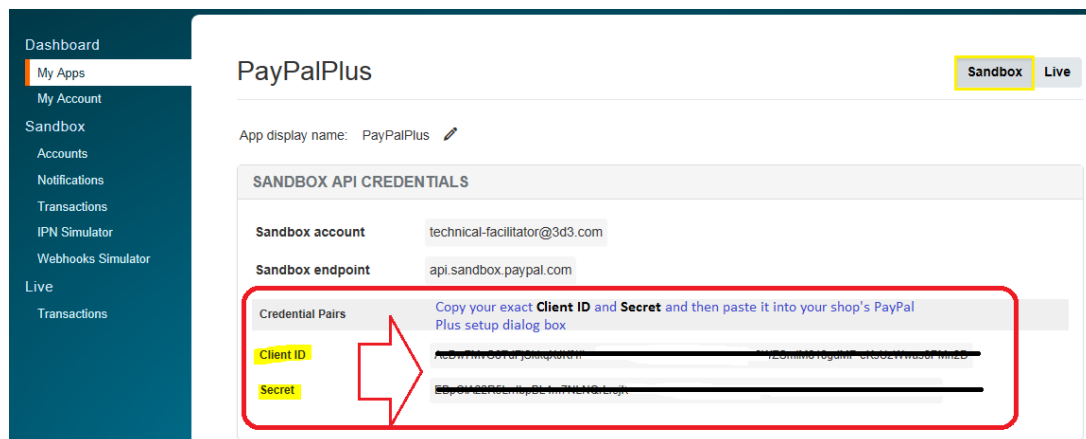 Dashboard
My Apps
My Account
Sandbox
Accounts
Notifications
Transactions
IPN Simulator
Webhooks Simulator
Live
Transactions
PayPalPlus
Sandbox Live
App display name: PayPalPlus
SANDBOX API CREDENTIALS
Sandbox account technical-facilitator@3d3.com
Sandbox endpoint api.sandbox.paypal.com
Credential Pairs
Copy your exact Client ID and Secret and then paste it into your shop's PayPal
Plus setup dialog box
Client ID
Secret